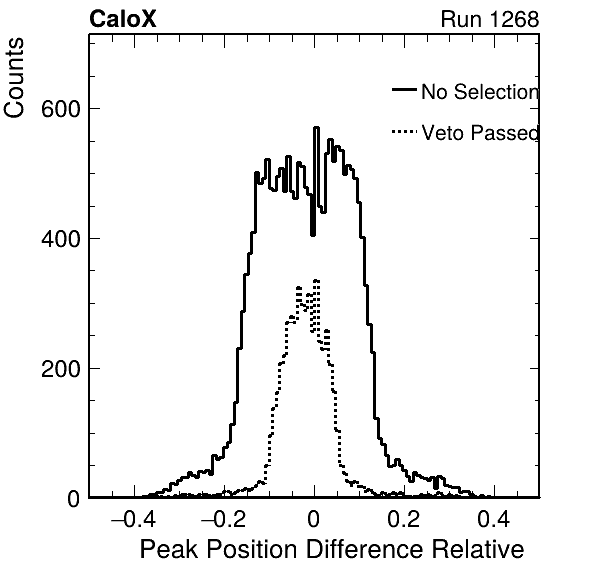 CaloX Run 1268
Counts
No Selection
Veto Passed
600
400
200
0
−0.4 −0.2 0 0.2 0.4
Peak Position Difference Relative